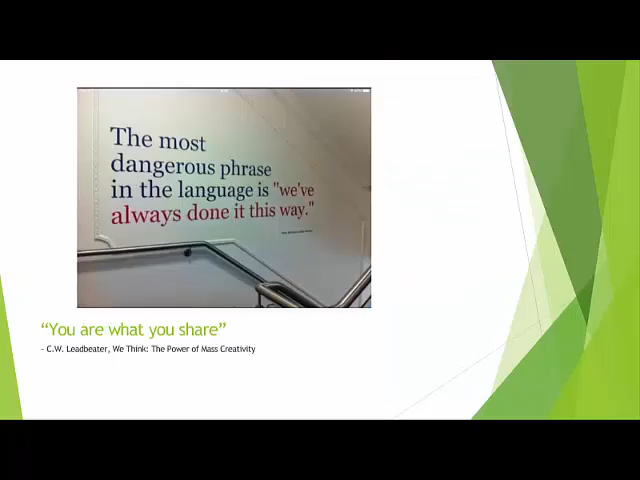 The most
dangerous phrase
in the language is "we've
always done it this way."
“You are what you share”
- C.W. Leadbeater, We Think: The Power of Mass Creativity